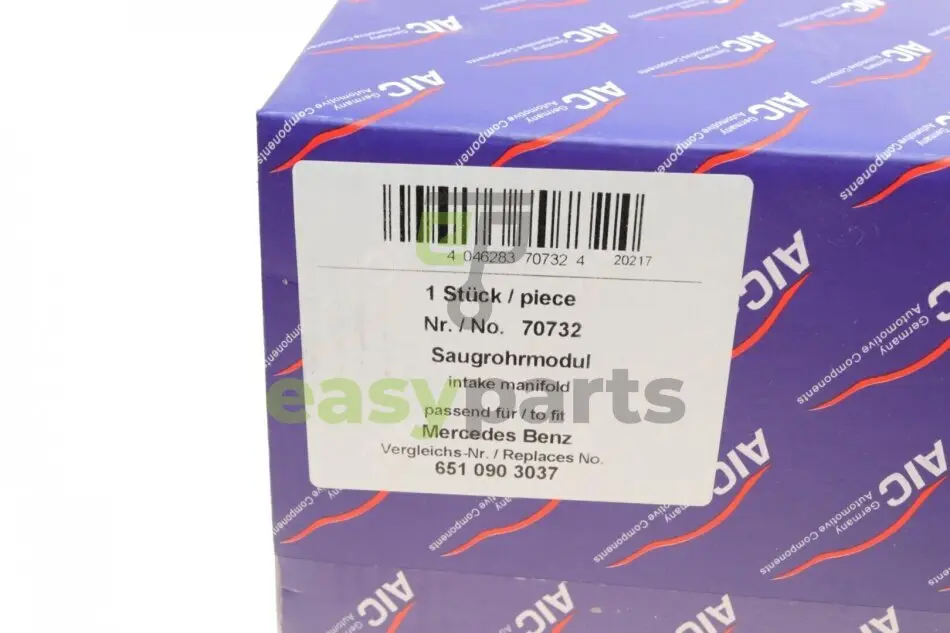 AIC Germany
Automotive Components
4 046283 70732 4 20217
1 Stück / piece
Nr. / No. 70732
Saugrohrmodul
intake manifold
passend für / to fit
Mercedes Benz
Vergleichs-Nr. / Replaces No.
651 090 3037
easyparts